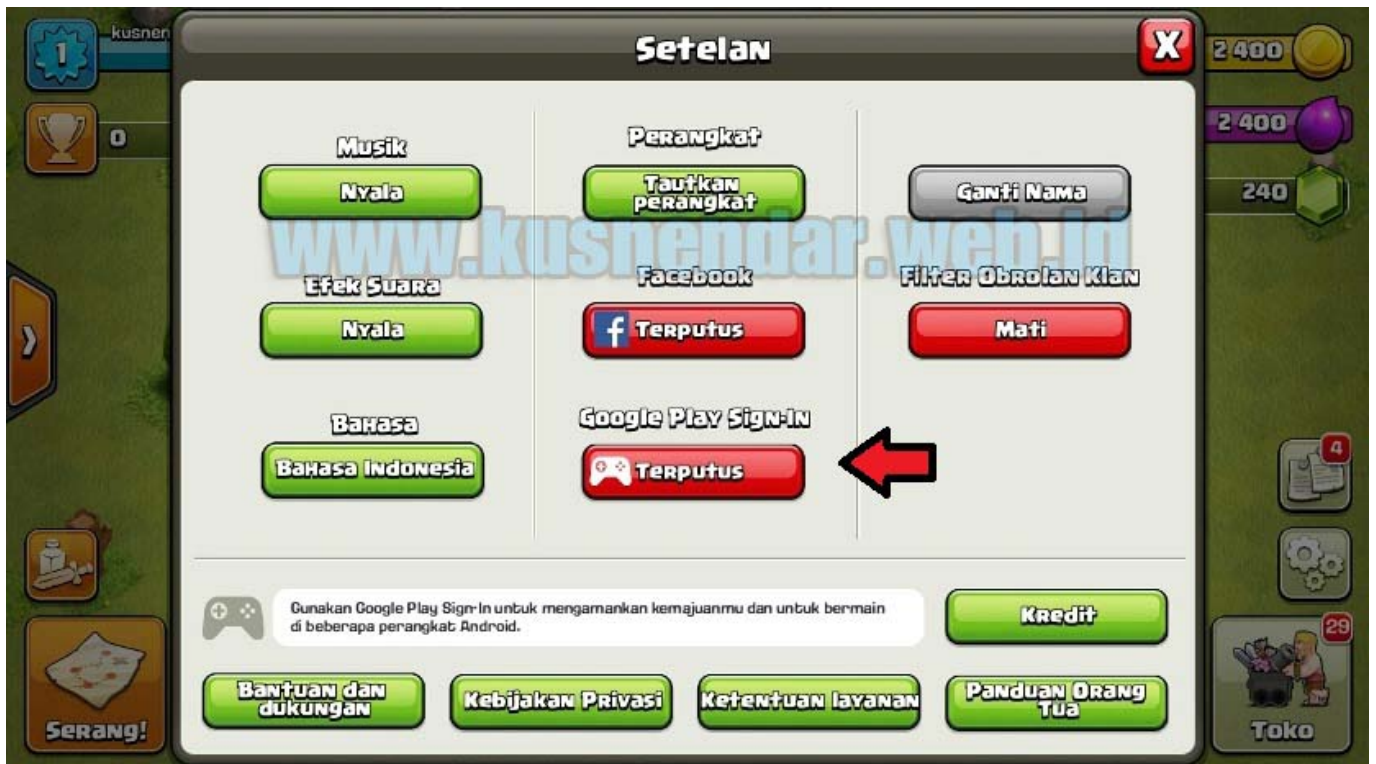 1
kusnen
Setelan
X
2 400
0
2 400
240
Musik
Nyala
Perangkat
Tautkan
perangkat
Ganti Nama
www.kusnendar.web.id
Efek Suara
Nyala
Facebook
f Terputus
Filter Obrolan Klan
Mati
Bahasa
Bahasa Indonesia
Google Play Sign-In
Terputus
4
Gunakan Google Play Sign-In untuk mengamankan kemajuanmu dan untuk bermain
di beberapa perangkat Android.
Kredit
29
Bantuan dan
dukungan
Kebijakan Privasi
Ketentuan layanan
Panduan Orang
Tua
Serang!
Toko